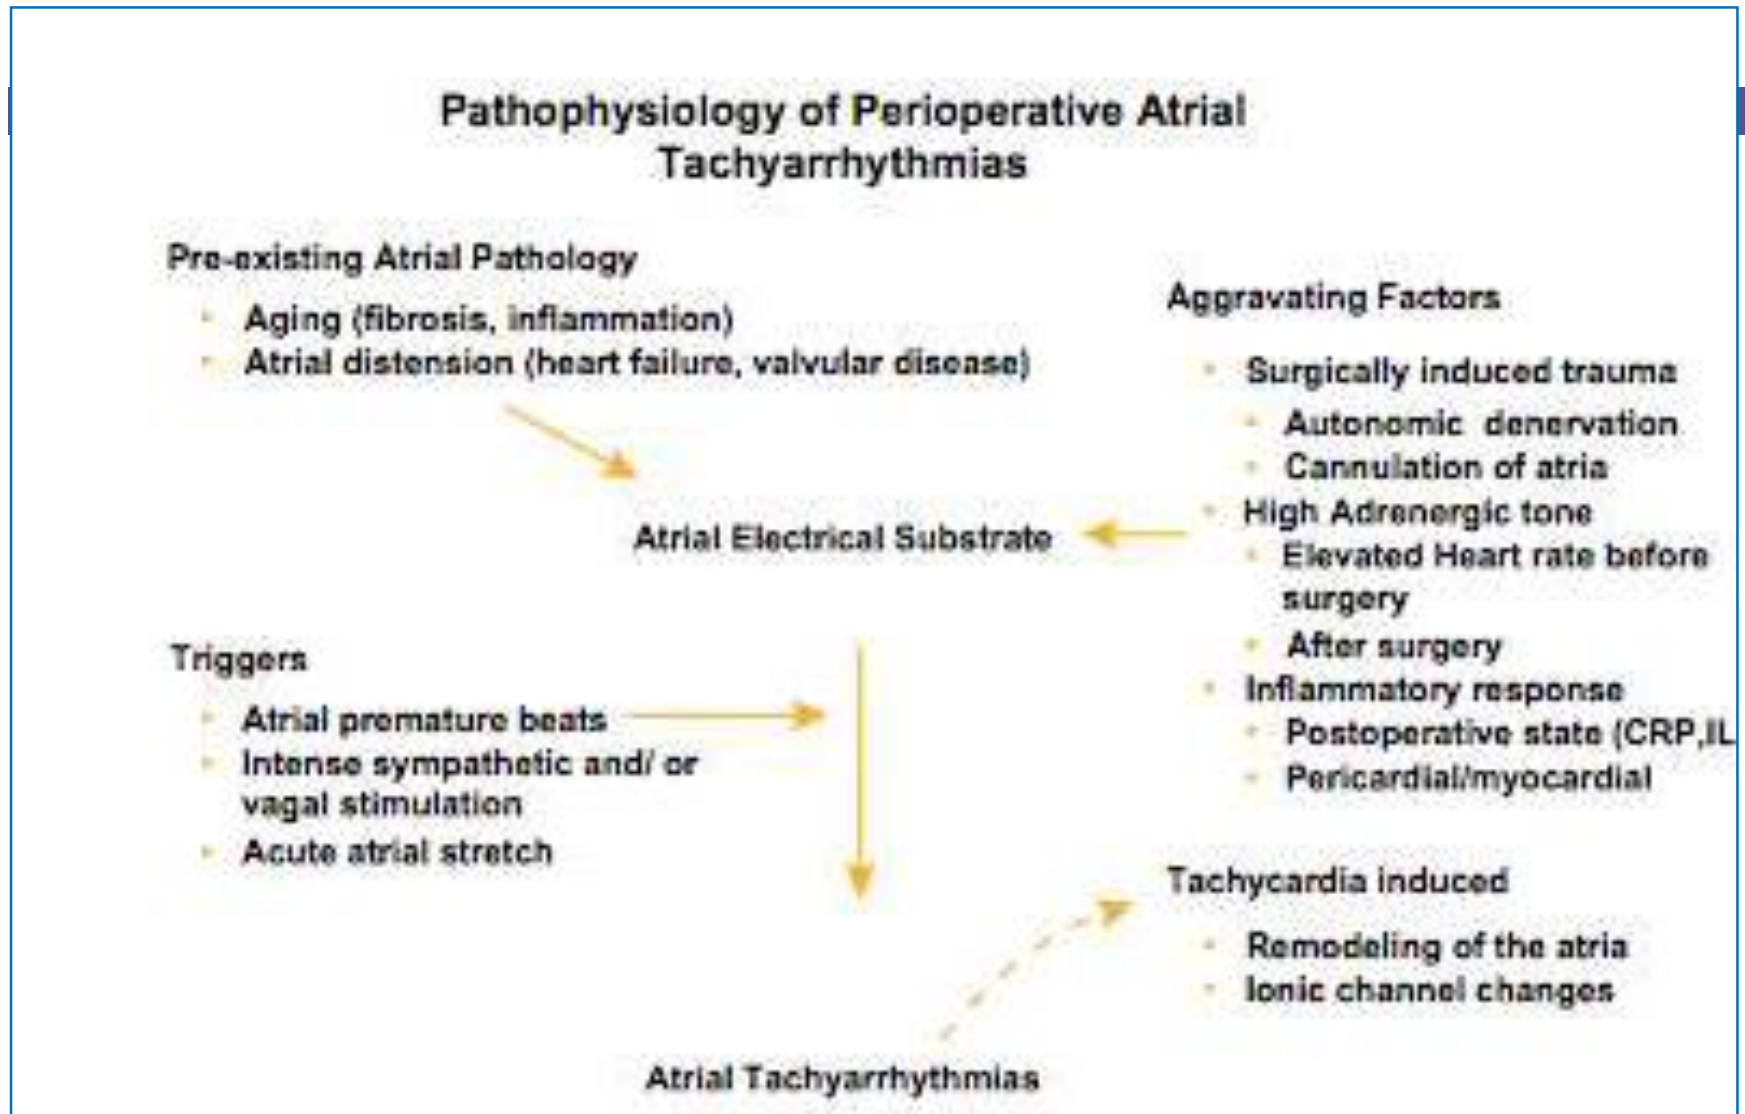 Pathophysiology of Perioperative Atrial
Tachyarrhythmias
Pre-existing Atrial Pathology
Aging (fibrosis, inflammation)
Atrial distension (heart failure, valvular disease)
Aggravating Factors
Surgically induced trauma
Autonomic denervation
Cannulation of atria
High Adrenergic tone
Elevated Heart rate before
surgery
After surgery
Inflammatory response
Postoperative state (CRP,IL
Pericardial/myocardial
Atrial Electrical Substrate
Triggers
Atrial premature beats
Intense sympathetic and/ or
vagal stimulation
Acute atrial stretch
Tachycardia induced
Remodeling of the atria
Ionic channel changes
Atrial Tachyarrhythmias